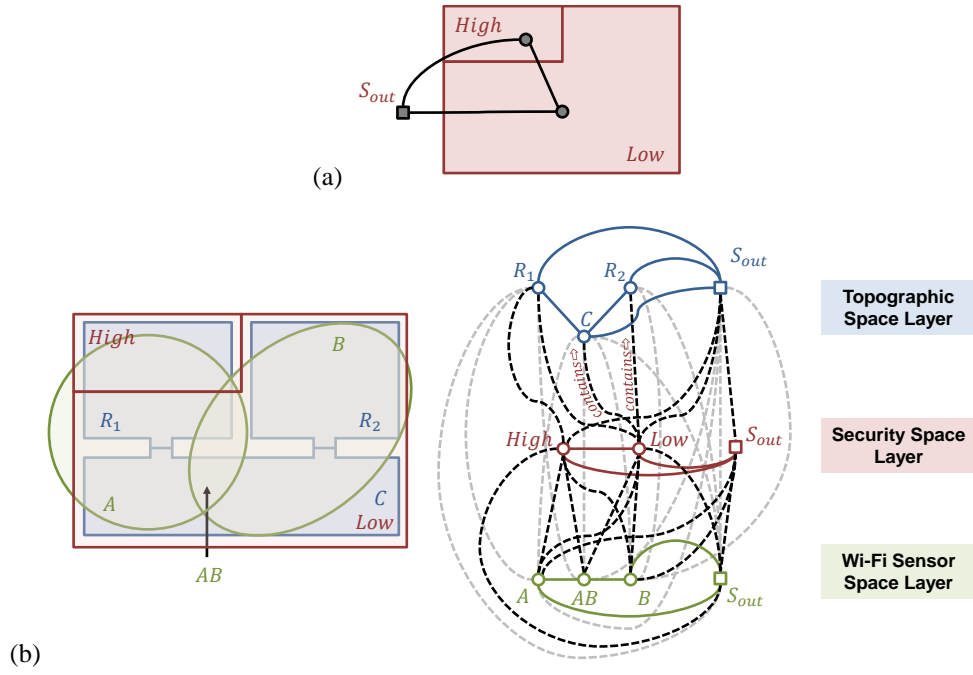 High
S_out
Low
(a)
R_1
R_2
S_out
Topographic
Space Layer
C
High
B
contains⇨
contains⇨
R_1
R_2
High
Low
S_out
Security Space
Layer
A
C
Low
AB
A
AB
B
S_out
Wi-Fi Sensor
Space Layer
(b)